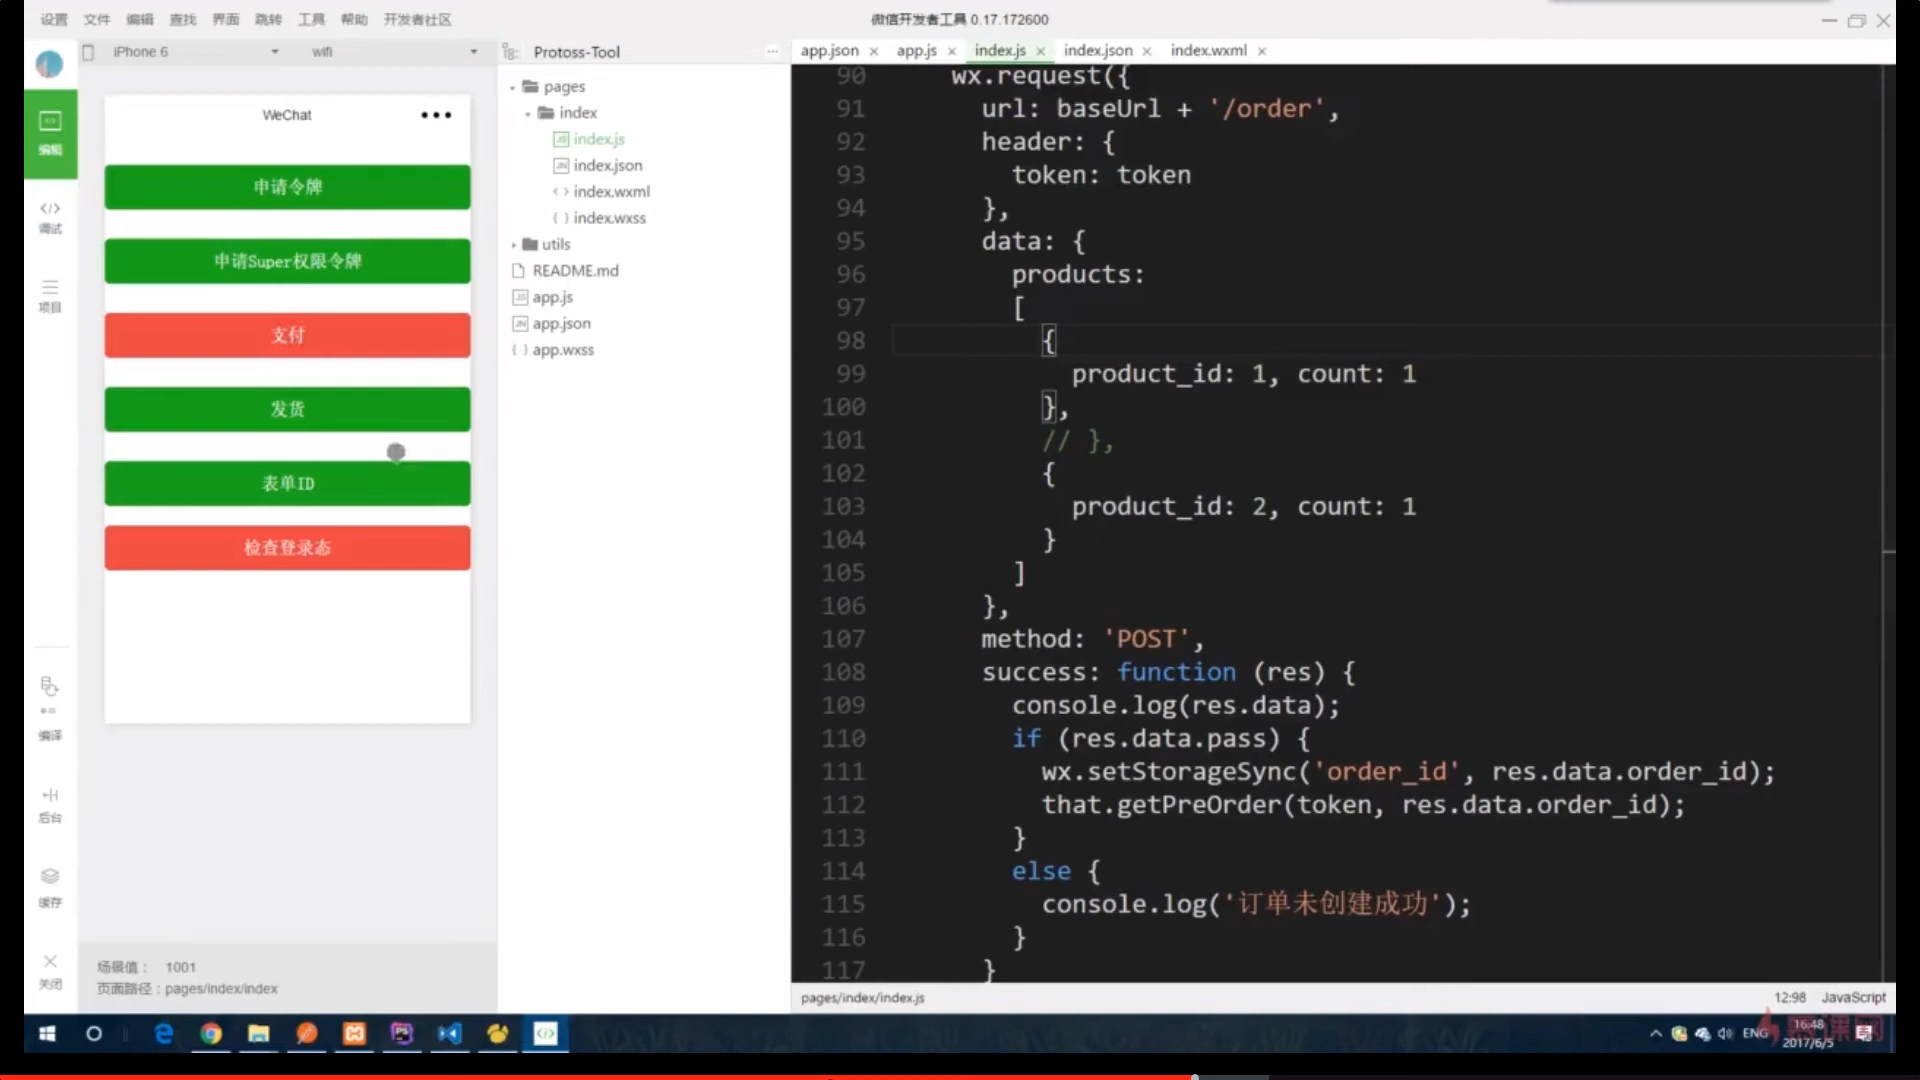 设置 文件 编辑 查找 界面 跳转 工具 帮助 开发者社区
微信开发者工具 0.17.172600
iPhone 6
wifi
Protoss-Tool
app.json
app.js
index.js
index.json
index.wxml
编辑
调试
项目
编译
后台
缓存
关闭
WeChat
申请令牌
申请Super权限令牌
支付
发货
表单ID
检查登录态
场景值： 1001
页面路径：pages/index/index
pages
index
index.js
index.json
index.wxml
index.wxss
utils
README.md
app.js
app.json
app.wxss
90 wx.request({
91 url: baseUrl + '/order',
92 header: {
93 token: token
94 },
95 data: {
96 products:
97 [
98 {
99 product_id: 1, count: 1
100 },
101 // },
102 {
103 product_id: 2, count: 1
104 }
105 ]
106 },
107 method: 'POST',
108 success: function (res) {
109 console.log(res.data);
110 if (res.data.pass) {
111 wx.setStorageSync('order_id', res.data.order_id);
112 that.getPreOrder(token, res.data.order_id);
113 }
114 else {
115 console.log('订单未创建成功');
116 }
117 }
pages/index/index.js
12:98 JavaScript
ENG
16:48
2017/6/5